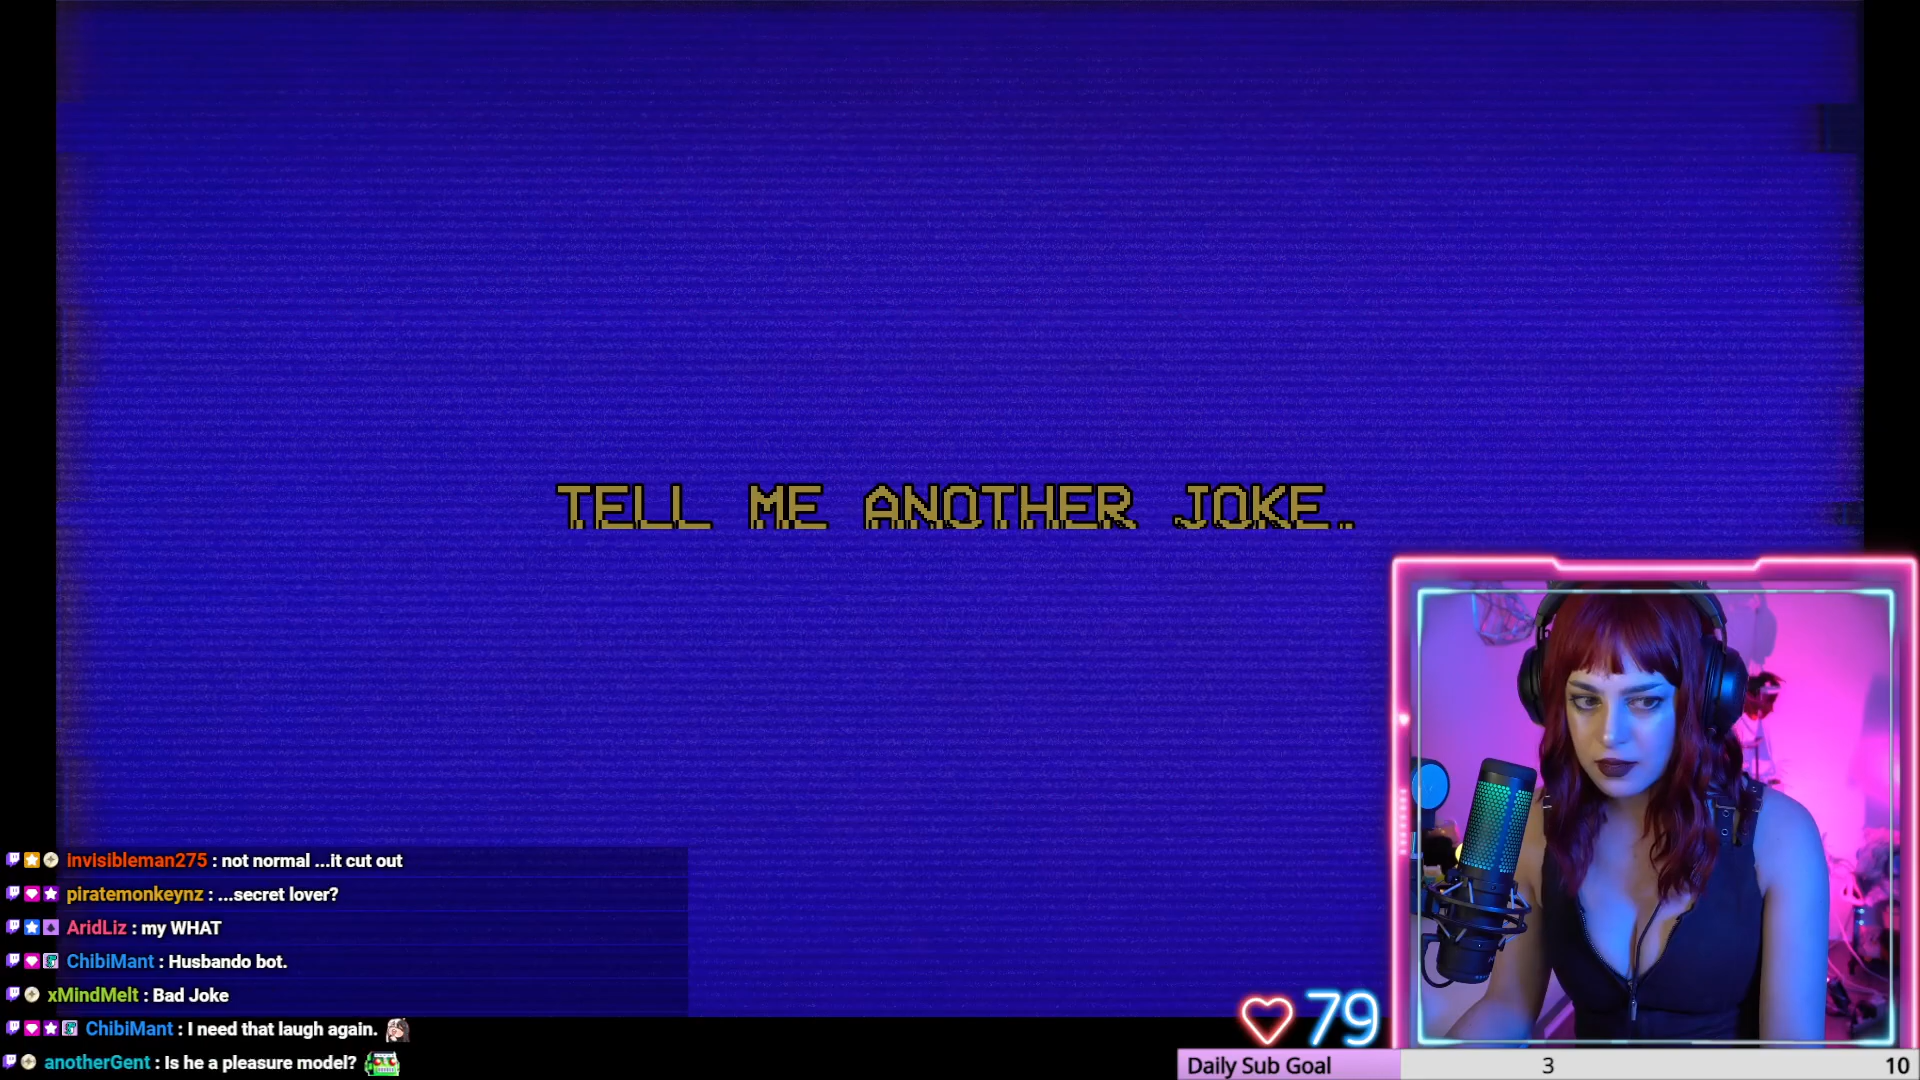 TELL ME ANOTHER JOKE.
invisibleman275 : not normal ...it cut out
piratemonkeynz : ...secret lover?
AridLiz : my WHAT
ChibiMant : Husbando bot.
xMindMelt : Bad Joke
ChibiMant : I need that laugh again.
anotherGent : Is he a pleasure model?
79
Daily Sub Goal 3 10